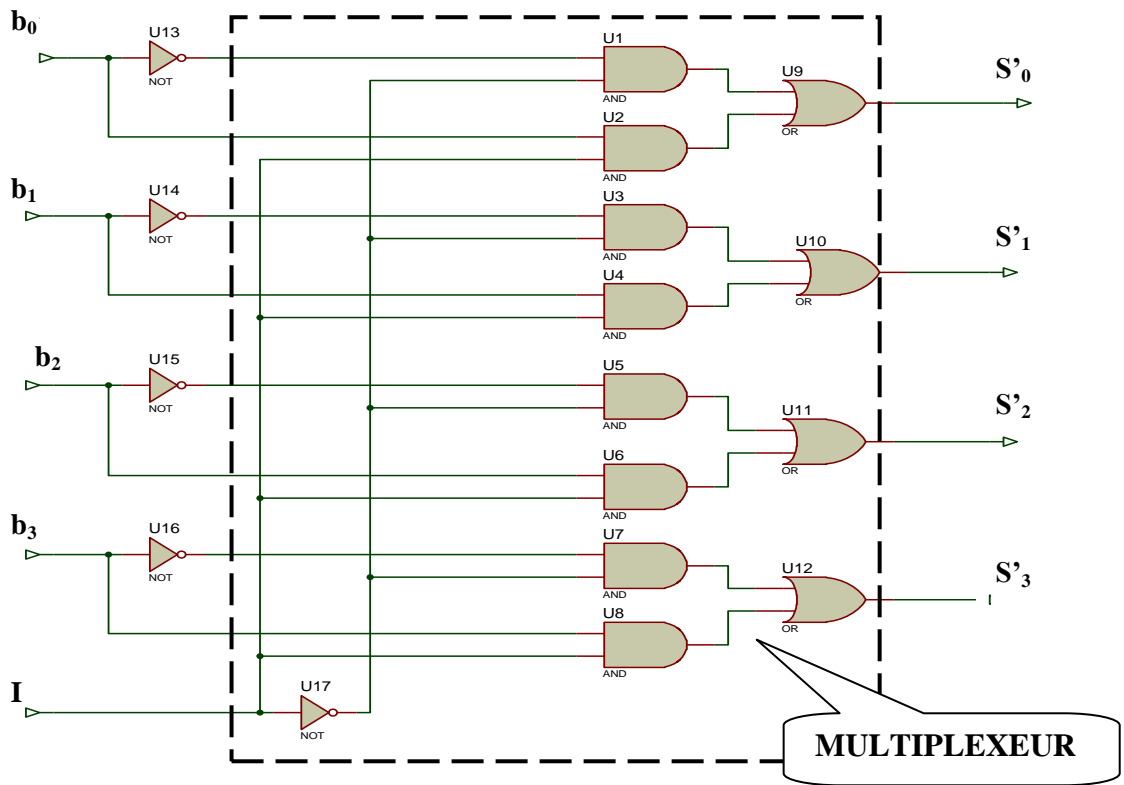 b0
U13
NOT
U1
AND
U2
AND
U9
OR
S’0
b1
U14
NOT
U3
AND
U4
AND
U10
OR
S’1
b2
U15
NOT
U5
AND
U6
AND
U11
OR
S’2
b3
U16
NOT
U7
AND
U8
AND
U12
OR
S’3
I
U17
NOT
MULTIPLEXEUR